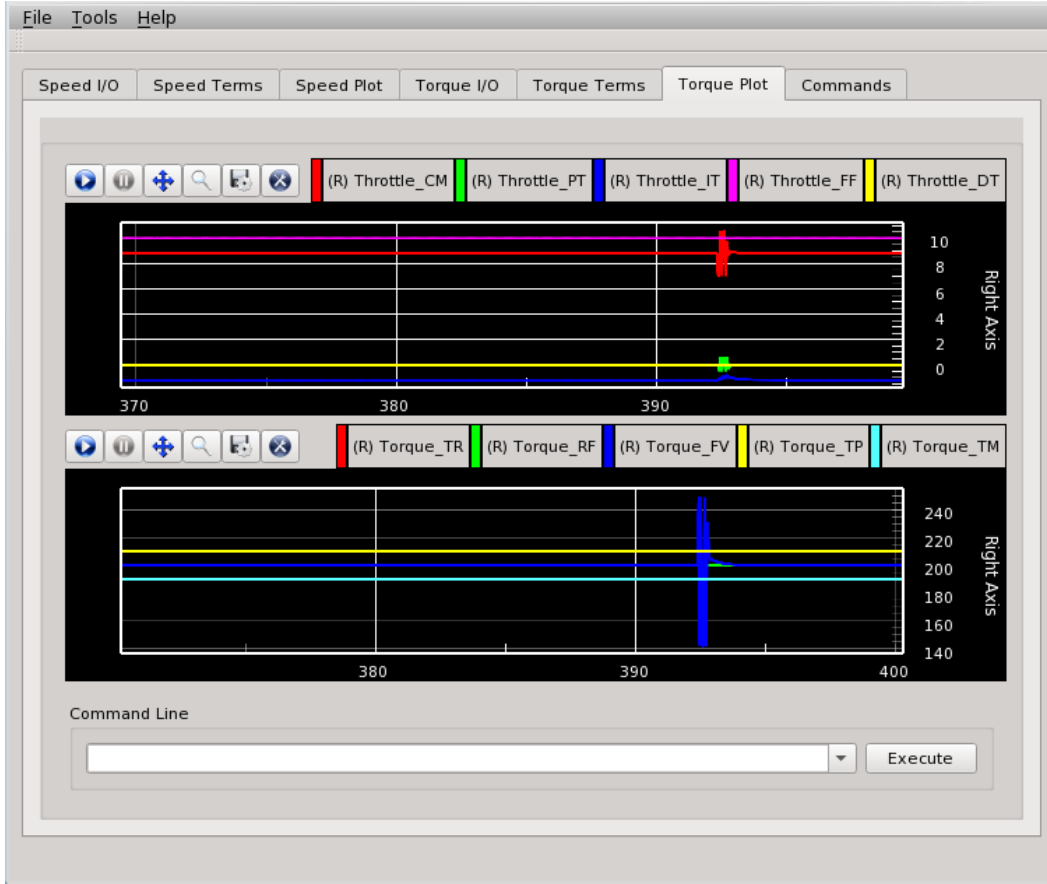 File Tools Help
Speed I/O Speed Terms Speed Plot Torque I/O Torque Terms Torque Plot Commands
(R) Throttle_CM (R) Throttle_PT (R) Throttle_IT (R) Throttle_FF (R) Throttle_DT
10
8
6
4
2
0
Right Axis
370 380 390
(R) Torque_TR (R) Torque_RF (R) Torque_FV (R) Torque_TP (R) Torque_TM
240
220
200
180
160
140
Right Axis
380 390 400
Command Line
Execute